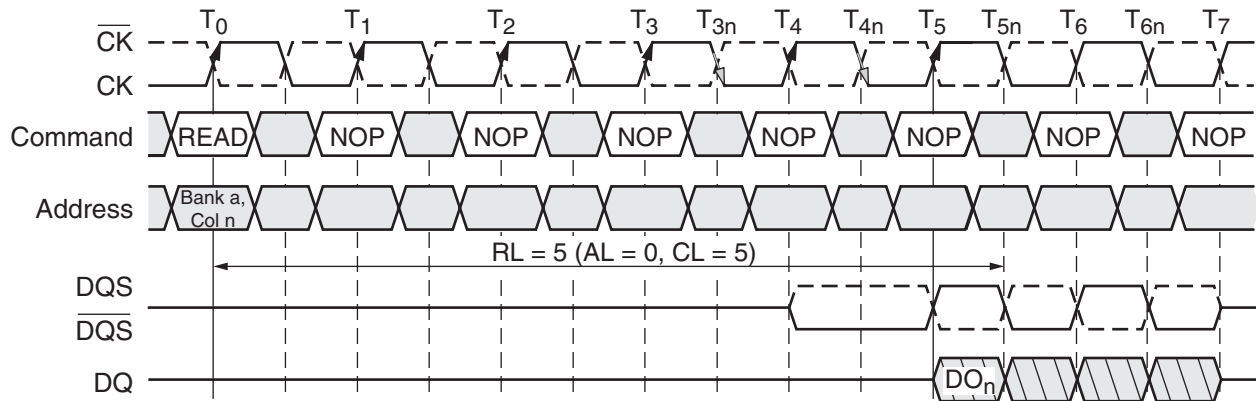 T0 T1 T2 T3 T3n T4 T4n T5 T5n T6 T6n T7
CK
CK
Command READ NOP NOP NOP NOP NOP NOP NOP
Address Bank a,
Col n
RL = 5 (AL = 0, CL = 5)
DQS
DQS
DQ DOn